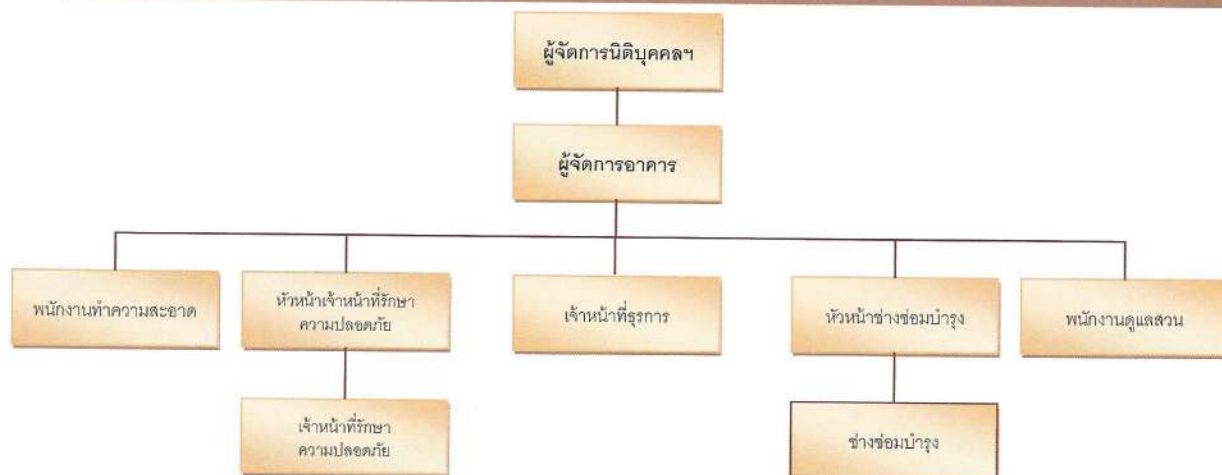 ผู้จัดการนิติบุคคลฯ
ผู้จัดการอาคาร
พนักงานทำความสะอาด
หัวหน้าเจ้าหน้าที่รักษา
ความปลอดภัย
เจ้าหน้าที่ธุรการ
หัวหน้าช่างซ่อมบำรุง
พนักงานดูแลสวน
เจ้าหน้าที่รักษา
ความปลอดภัย
ช่างซ่อมบำรุง